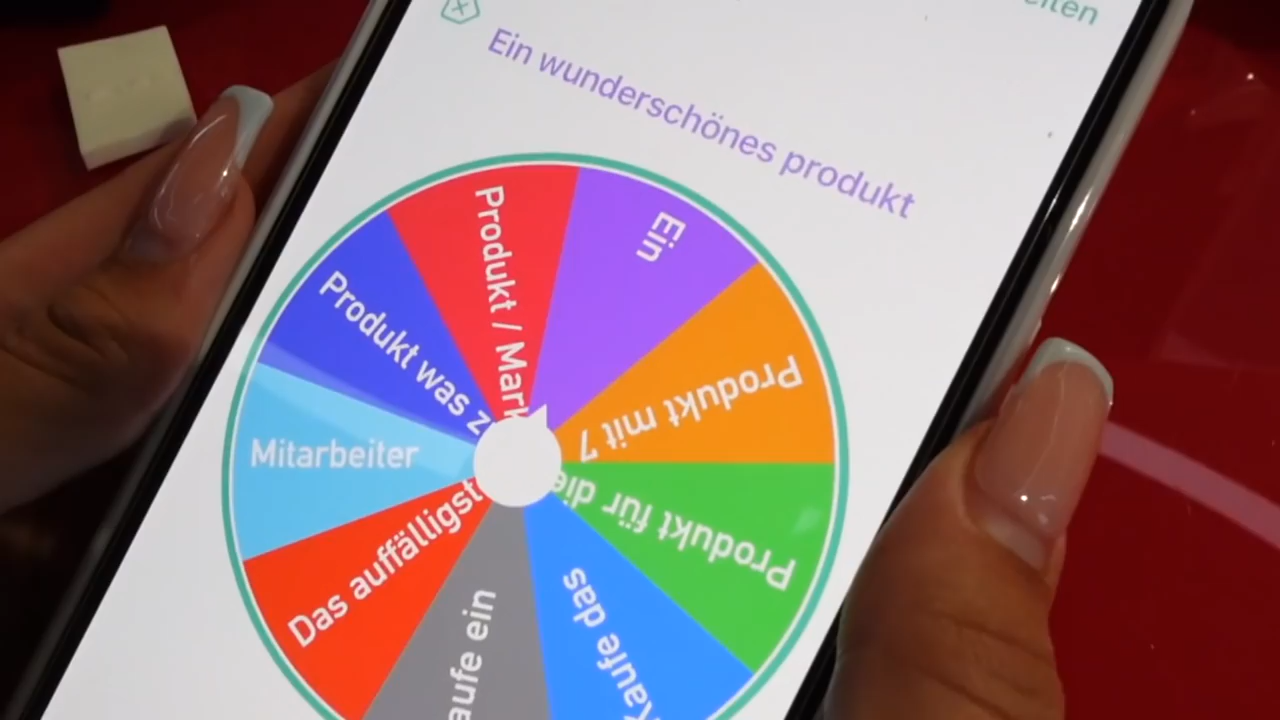 eiten
Ein wunderschönes produkt
Ein
Produkt mit 7
Produkt für die
Kaufe das
aufe ein
Das auffälligst
Mitarbeiter
Produkt was z
Produkt / Mark